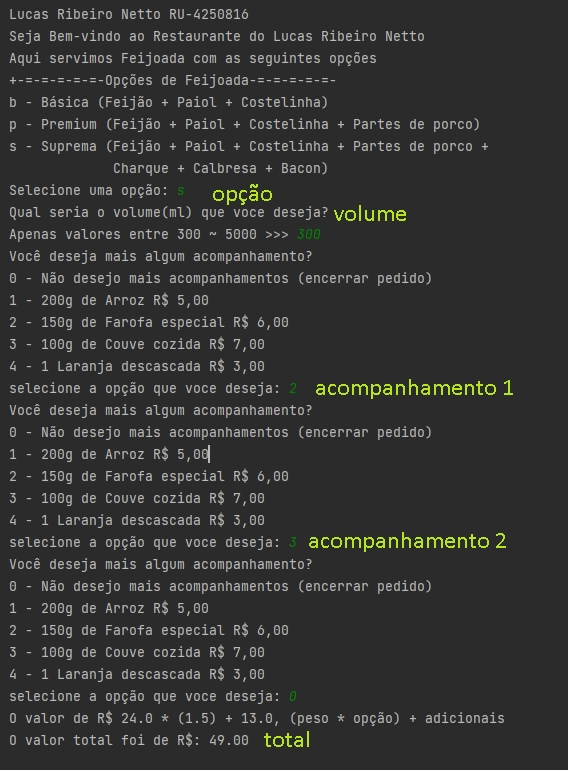 Lucas Ribeiro Netto RU-4250816
Seja Bem-vindo ao Restaurante do Lucas Ribeiro Netto
Aqui servimos Feijoada com as seguintes opções
+-=-=-=-=-=-Opções de Feijoada-=-=-=-=-=-
b - Básica (Feijão + Paiol + Costelinha)
p - Premium (Feijão + Paiol + Costelinha + Partes de porco)
s - Suprema (Feijão + Paiol + Costelinha + Partes de porco +
Charque + Calbresa + Bacon)
Selecione uma opção: s opção
Qual seria o volume(ml) que voce deseja? volume
Apenas valores entre 300 ~ 5000 >>> 300
Você deseja mais algum acompanhamento?
0 - Não desejo mais acompanhamentos (encerrar pedido)
1 - 200g de Arroz R$ 5,00
2 - 150g de Farofa especial R$ 6,00
3 - 100g de Couve cozida R$ 7,00
4 - 1 Laranja descascada R$ 3,00
selecione a opção que voce deseja: 2 acompanhamento 1
Você deseja mais algum acompanhamento?
0 - Não desejo mais acompanhamentos (encerrar pedido)
1 - 200g de Arroz R$ 5,00
2 - 150g de Farofa especial R$ 6,00
3 - 100g de Couve cozida R$ 7,00
4 - 1 Laranja descascada R$ 3,00
selecione a opção que voce deseja: 3 acompanhamento 2
Você deseja mais algum acompanhamento?
0 - Não desejo mais acompanhamentos (encerrar pedido)
1 - 200g de Arroz R$ 5,00
2 - 150g de Farofa especial R$ 6,00
3 - 100g de Couve cozida R$ 7,00
4 - 1 Laranja descascada R$ 3,00
selecione a opção que voce deseja: 0
O valor de R$ 24.0 * (1.5) + 13.0, (peso * opção) + adicionais
O valor total foi de R$: 49.00 total